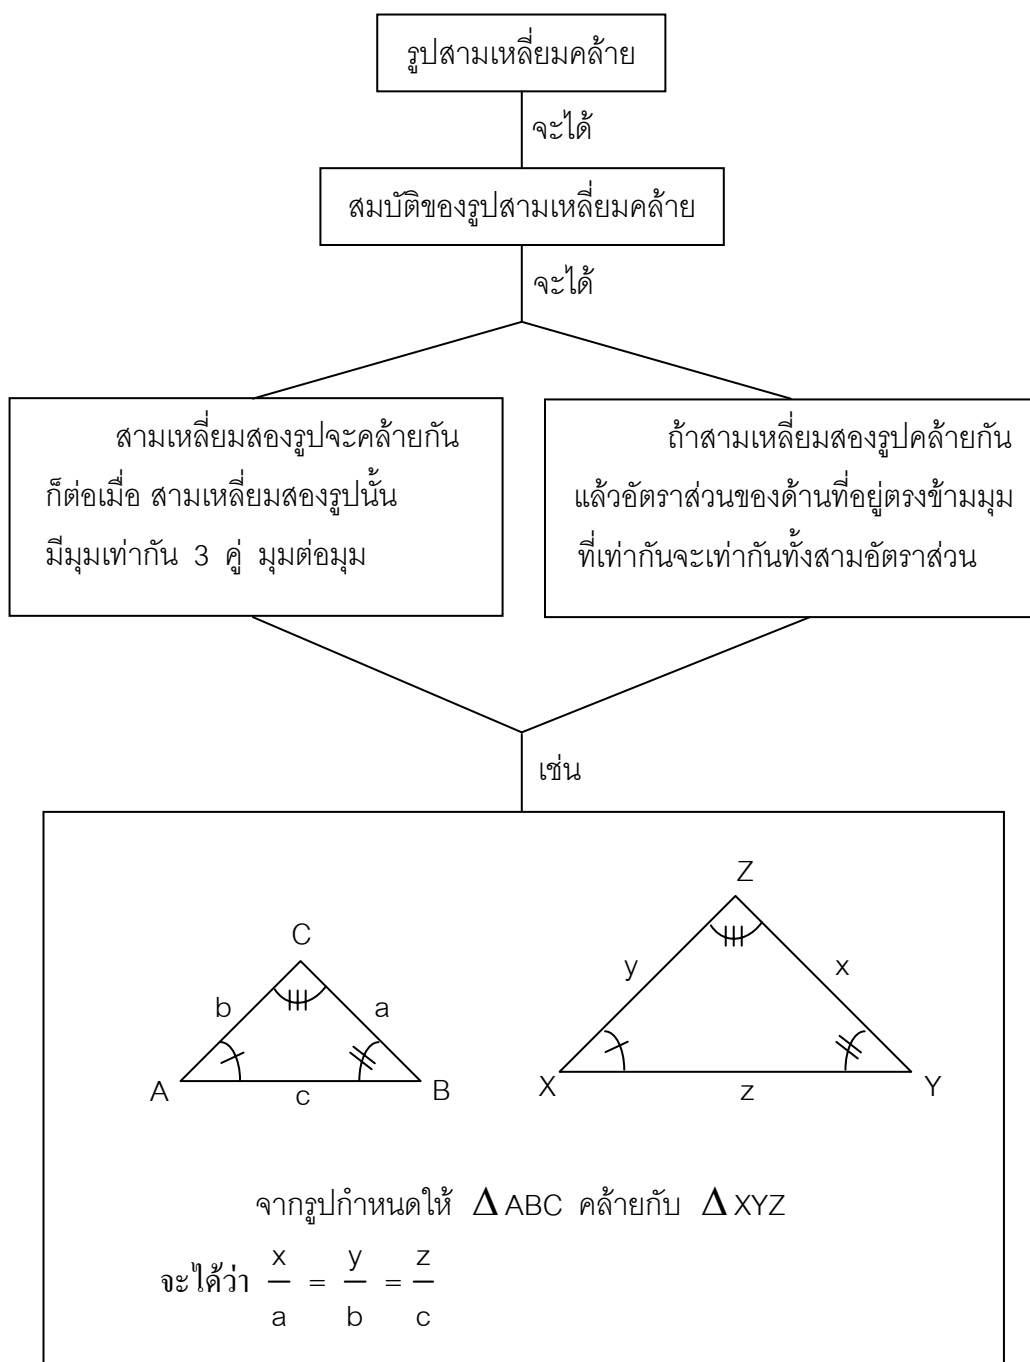 รูปสามเหลี่ยมคล้าย
จะได้
สมบัติของรูปสามเหลี่ยมคล้าย
จะได้
สามเหลี่ยมสองรูปจะคล้ายกัน
ก็ต่อเมื่อ สามเหลี่ยมสองรูปนั้น
มีมุมเท่ากัน 3 คู่ มุมต่อมุม
ถ้าสามเหลี่ยมสองรูปคล้ายกัน
แล้วอัตราส่วนของด้านที่อยู่ตรงข้ามมุม
ที่เท่ากันจะเท่ากันทั้งสามอัตราส่วน
เช่น
C
b
a
A
c
B
Z
y
x
X
z
Y
จากรูปกำหนดให้ Δ ABC คล้ายกับ Δ XYZ
จะได้ว่า x/a = y/b = z/c